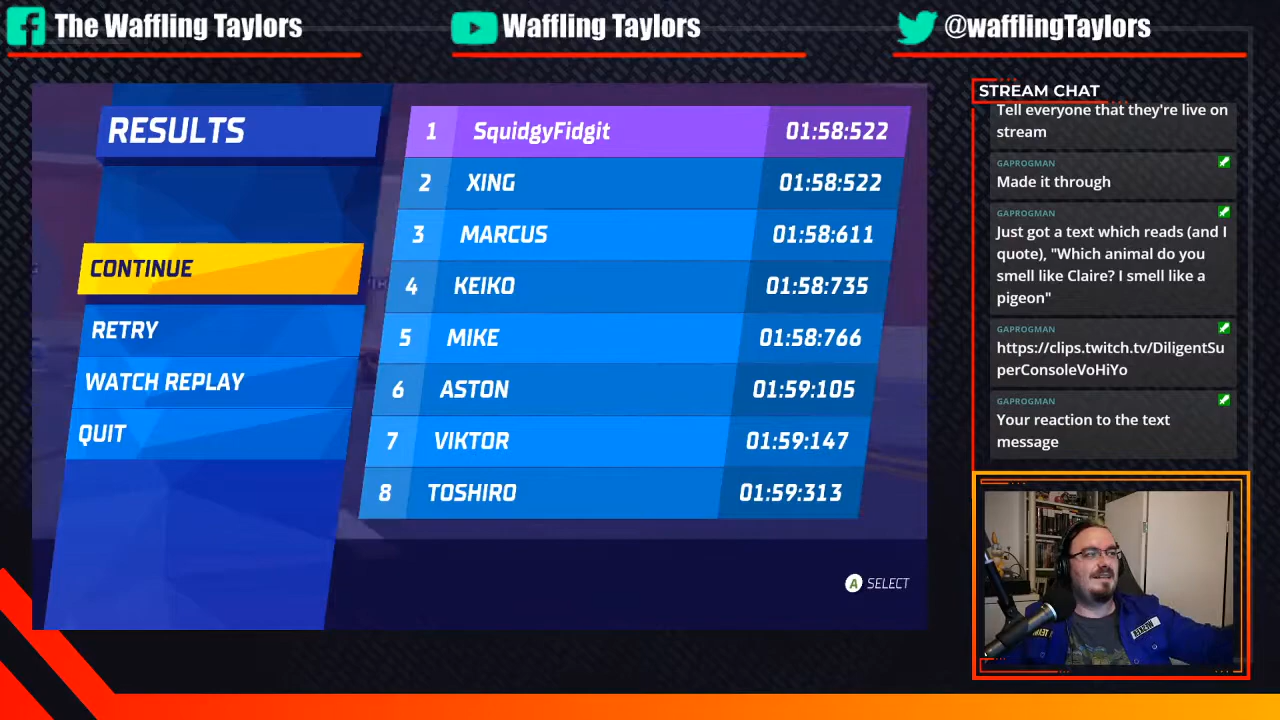 The Waffling Taylors
Waffling Taylors
@wafflingTaylors
RESULTS
CONTINUE
RETRY
WATCH REPLAY
QUIT
1 SquidgyFidgit 01:58:522
2 XING 01:58:522
3 MARCUS 01:58:611
4 KEIKO 01:58:735
5 MIKE 01:58:766
6 ASTON 01:59:105
7 VIKTOR 01:59:147
8 TOSHIRO 01:59:313
A SELECT
STREAM CHAT
Tell everyone that they're live on
stream
GAPROGMAN
Made it through
GAPROGMAN
Just got a text which reads (and I
quote), "Which animal do you
smell like Claire? I smell like a
pigeon"
GAPROGMAN
https://clips.twitch.tv/DiligentSu
perConsoleVoHiYo
GAPROGMAN
Your reaction to the text
message